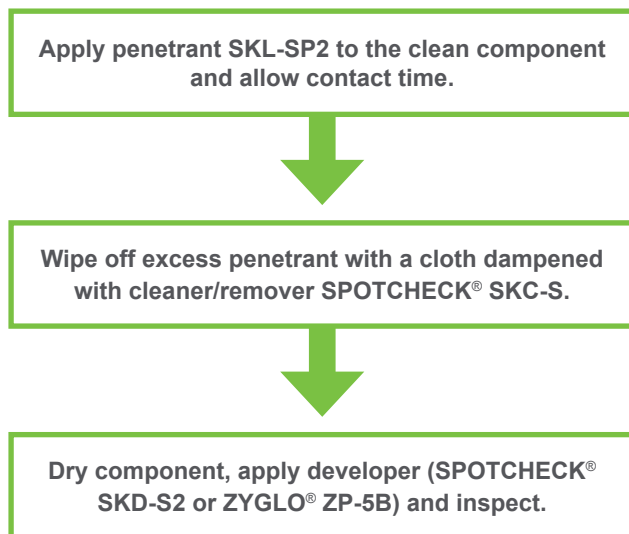 Apply penetrant SKL-SP2 to the clean component
and allow contact time.
Wipe off excess penetrant with a cloth dampened
with cleaner/remover SPOTCHECK® SKC-S.
Dry component, apply developer (SPOTCHECK®
SKD-S2 or ZYGLO® ZP-5B) and inspect.